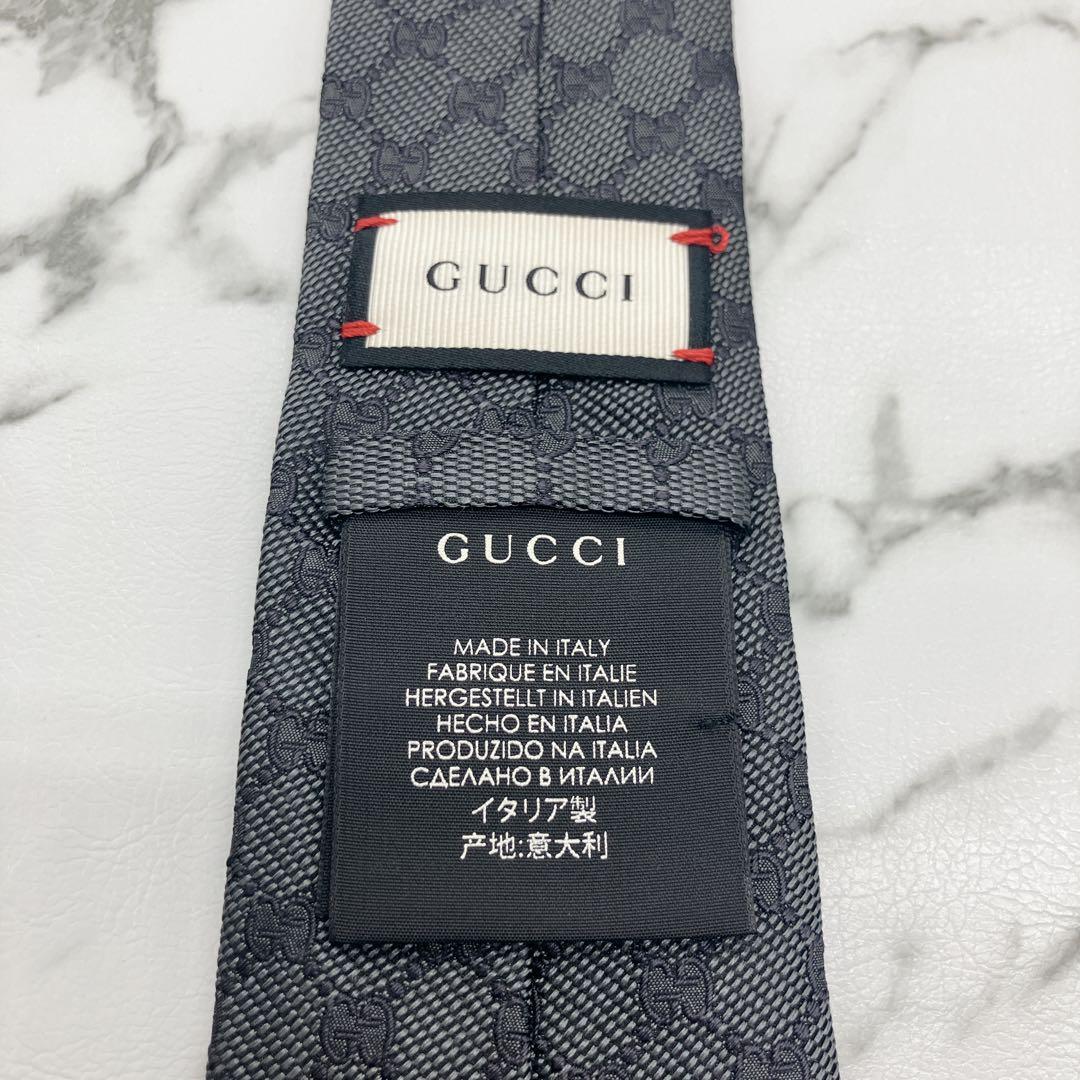 GUCCI
GUCCI
MADE IN ITALY
FABRIQUE EN ITALIE
HERGESTELLT IN ITALIEN
HECHO EN ITALIA
PRODUZIDO NA ITALIA
СДЕЛАНО В ИТАЛИИ
イタリア製
产地:意大利